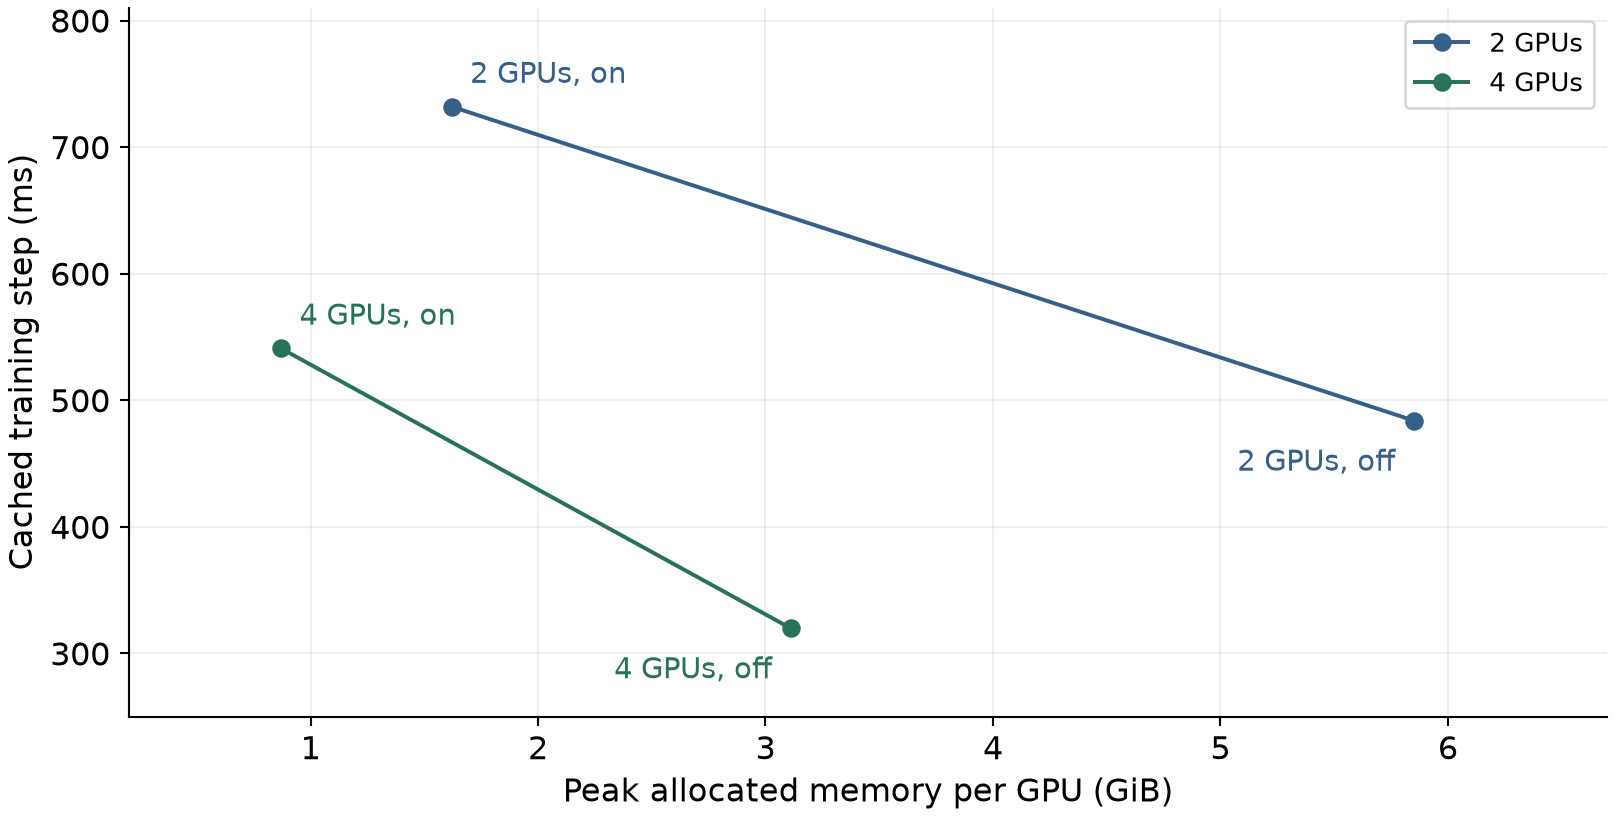 800
700
600
500
400
300
Cached training step (ms)
2 GPUs, on
4 GPUs, on
2 GPUs, off
4 GPUs, off
2 GPUs
4 GPUs
1 2 3 4 5 6
Peak allocated memory per GPU (GiB)